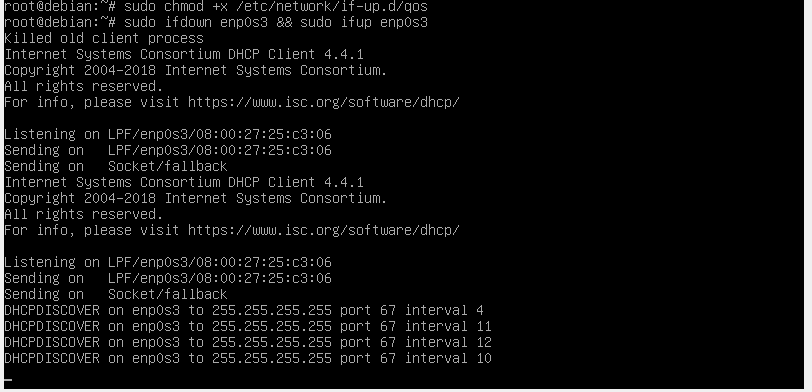 root@debian:~# sudo chmod +x /etc/network/if-up.d/qos
root@debian:~# sudo ifdown enp0s3 && sudo ifup enp0s3
Killed old client process
Internet Systems Consortium DHCP Client 4.4.1
Copyright 2004-2018 Internet Systems Consortium.
All rights reserved.
For info, please visit https://www.isc.org/software/dhcp/

Listening on LPF/enp0s3/08:00:27:25:c3:06
Sending on   LPF/enp0s3/08:00:27:25:c3:06
Sending on   Socket/fallback
Internet Systems Consortium DHCP Client 4.4.1
Copyright 2004-2018 Internet Systems Consortium.
All rights reserved.
For info, please visit https://www.isc.org/software/dhcp/

Listening on LPF/enp0s3/08:00:27:25:c3:06
Sending on   LPF/enp0s3/08:00:27:25:c3:06
Sending on   Socket/fallback
DHCPDISCOVER on enp0s3 to 255.255.255.255 port 67 interval 4
DHCPDISCOVER on enp0s3 to 255.255.255.255 port 67 interval 11
DHCPDISCOVER on enp0s3 to 255.255.255.255 port 67 interval 12
DHCPDISCOVER on enp0s3 to 255.255.255.255 port 67 interval 10